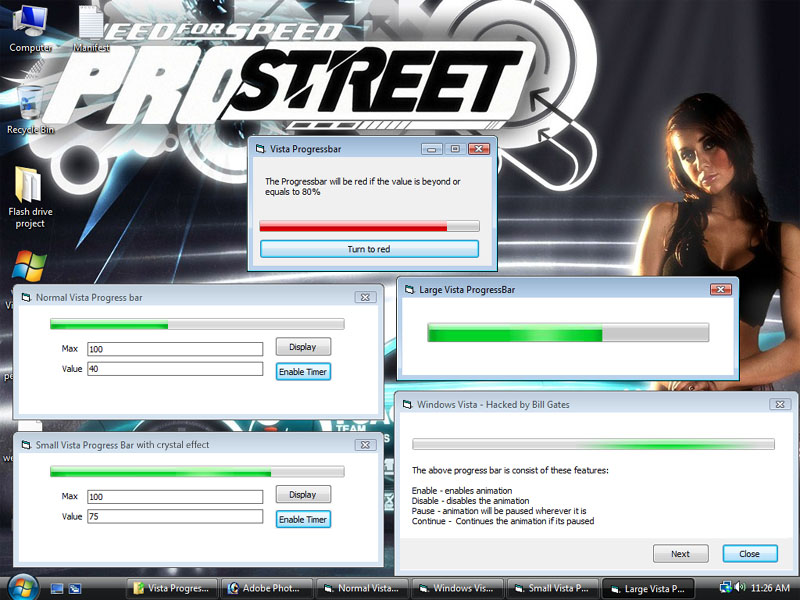 Computer
Manifest
NEED FOR SPEED
PROSTREET
Recycle Bin
Flash drive
project
Vista Progressbar
The Progressbar will be red if the value is beyond or
equals to 80%
Turn to red
Normal Vista Progress bar
Max
100
Display
Value
40
Enable Timer
Large Vista ProgressBar
Small Vista Progress Bar with crystal effect
Max
100
Display
Value
75
Enable Timer
Windows Vista - Hacked by Bill Gates
The above progress bar is consist of these features:
Enable - enables animation
Disable - disables the animation
Pause - animation will be paused wherever it is
Continue - Continues the animation if its paused
Next
Close
TEAM
Vista Progres...
Adobe Phot...
Normal Vista...
Windows Vis...
Small Vista P...
Large Vista P...
11:26 AM